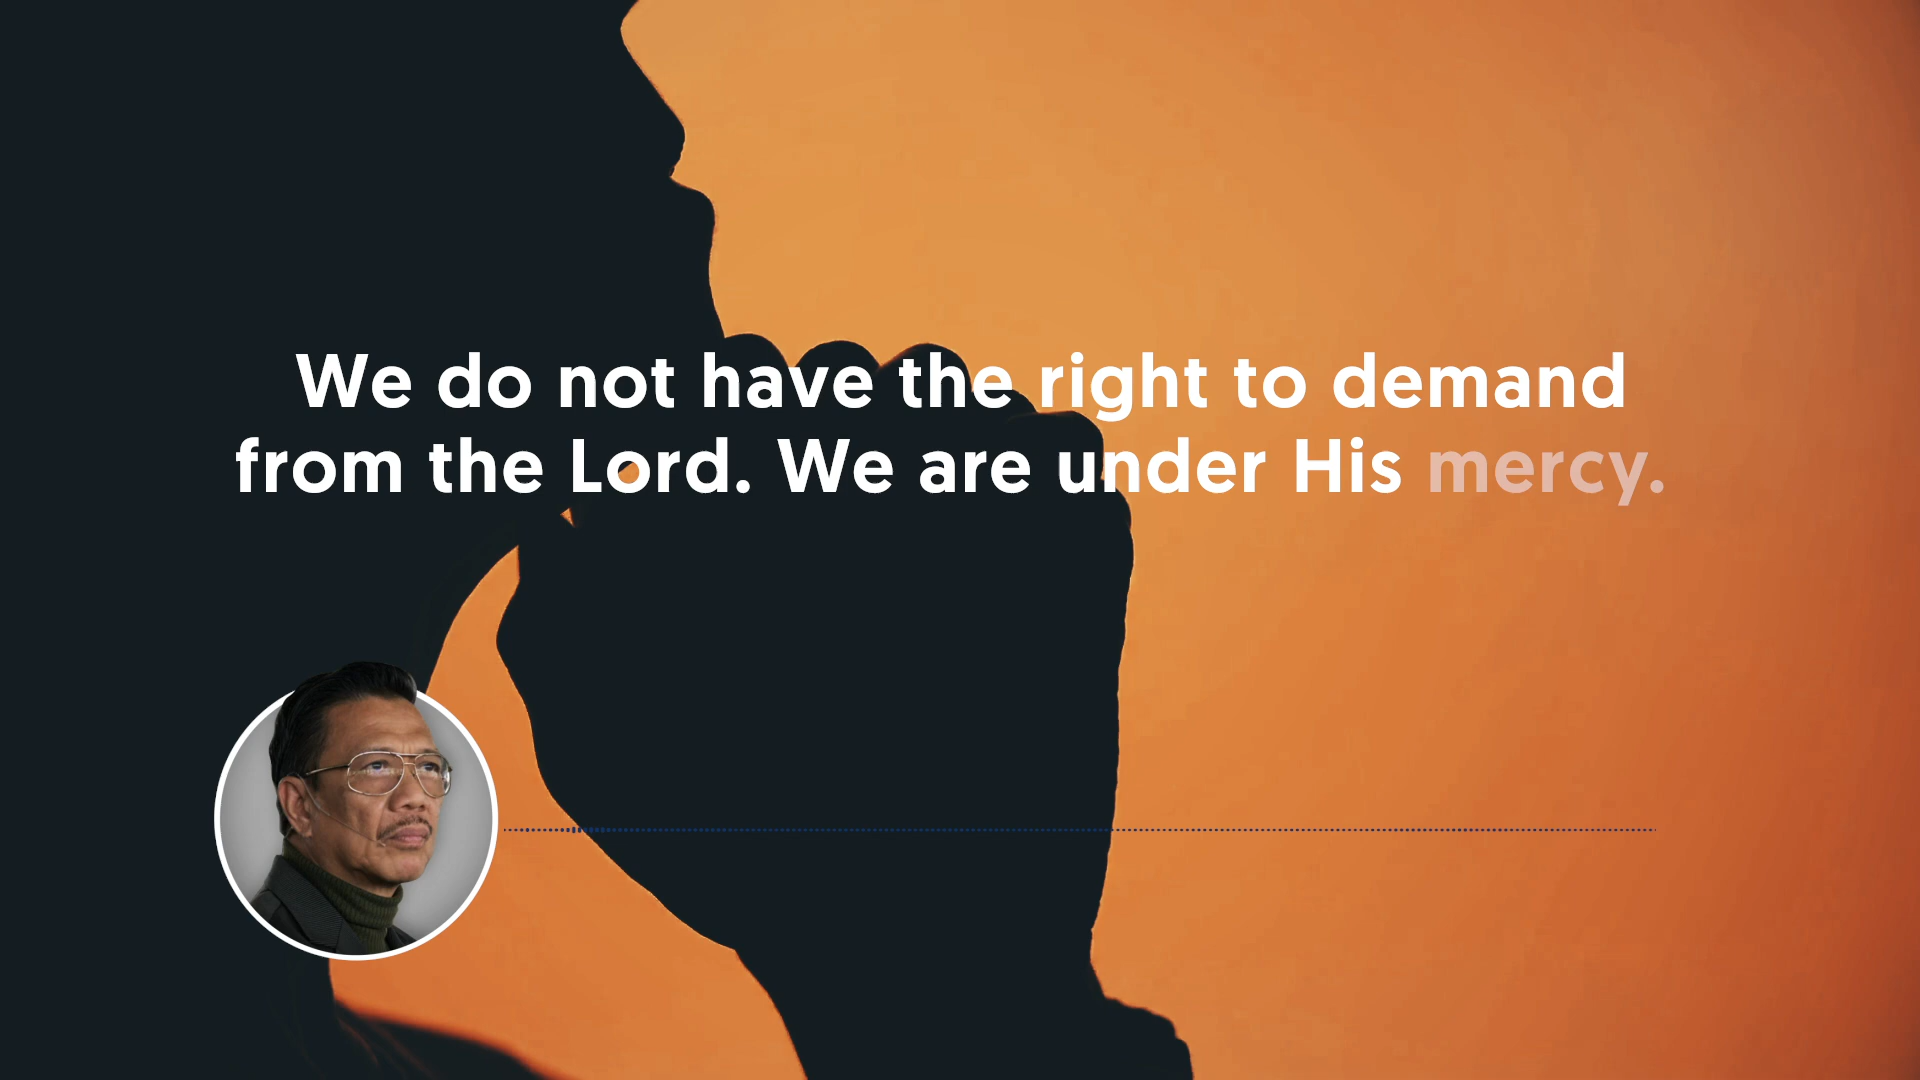 We do not have the right to demand
from the Lord. We are under His mercy.